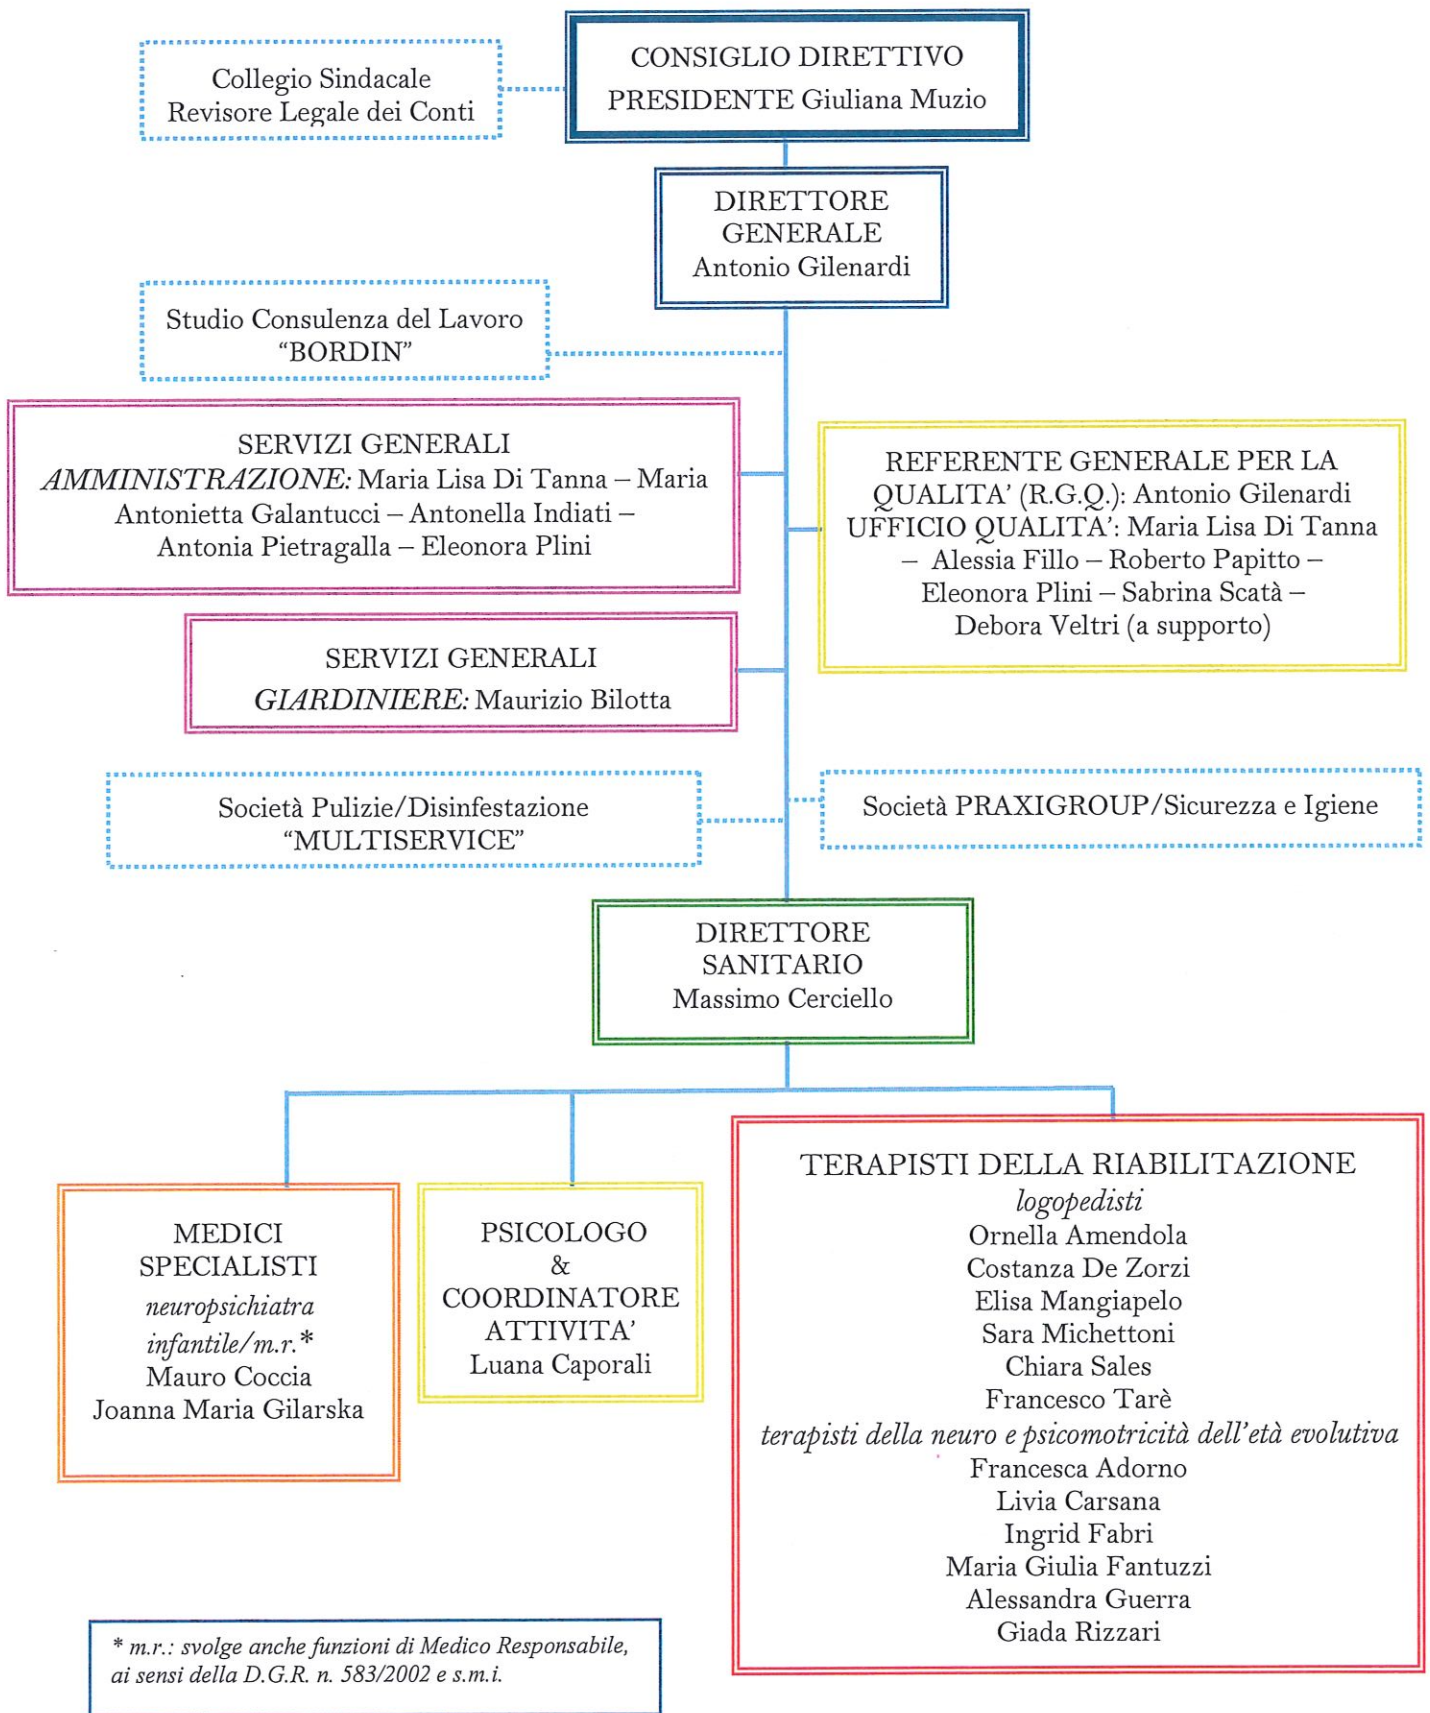 Collegio Sindacale
Revisore Legale dei Conti
CONSIGLIO DIRETTIVO
PRESIDENTE Giuliana Muzio
DIRETTORE
GENERALE
Antonio Gilenardi
Studio Consulenza del Lavoro
“BORDIN”
SERVIZI GENERALI
AMMINISTRAZIONE: Maria Lisa Di Tanna – Maria
Antonietta Galantucci – Antonella Indiati –
Antonia Pietragalla – Eleonora Plini
REFERENTE GENERALE PER LA
QUALITA’ (R.G.Q.): Antonio Gilenardi
UFFICIO QUALITA’: Maria Lisa Di Tanna
– Alessia Fillo – Roberto Papitto –
Eleonora Plini – Sabrina Scatà –
Debora Veltri (a supporto)
SERVIZI GENERALI
GIARDINIERE: Maurizio Bilotta
Società Pulizie/Disinfestazione
“MULTISERVICE”
Società PRAXIGROUP/Sicurezza e Igiene
DIRETTORE
SANITARIO
Massimo Cerciello
MEDICI
SPECIALISTI
neuropsichiatra
infantile/m.r.*
Mauro Coccia
Joanna Maria Gilarska
PSICOLOGO
&
COORDINATORE
ATTIVITA’
Luana Caporali
TERAPISTI DELLA RIABILITAZIONE
logopedisti
Ornella Amendola
Costanza De Zorzi
Elisa Mangiapelo
Sara Michettoni
Chiara Sales
Francesco Tarè
terapisti della neuro e psicomotricità dell’età evolutiva
Francesca Adorno
Livia Carsana
Ingrid Fabri
Maria Giulia Fantuzzi
Alessandra Guerra
Giada Rizzari
* m.r.: svolge anche funzioni di Medico Responsabile,
ai sensi della D.G.R. n. 583/2002 e s.m.i.